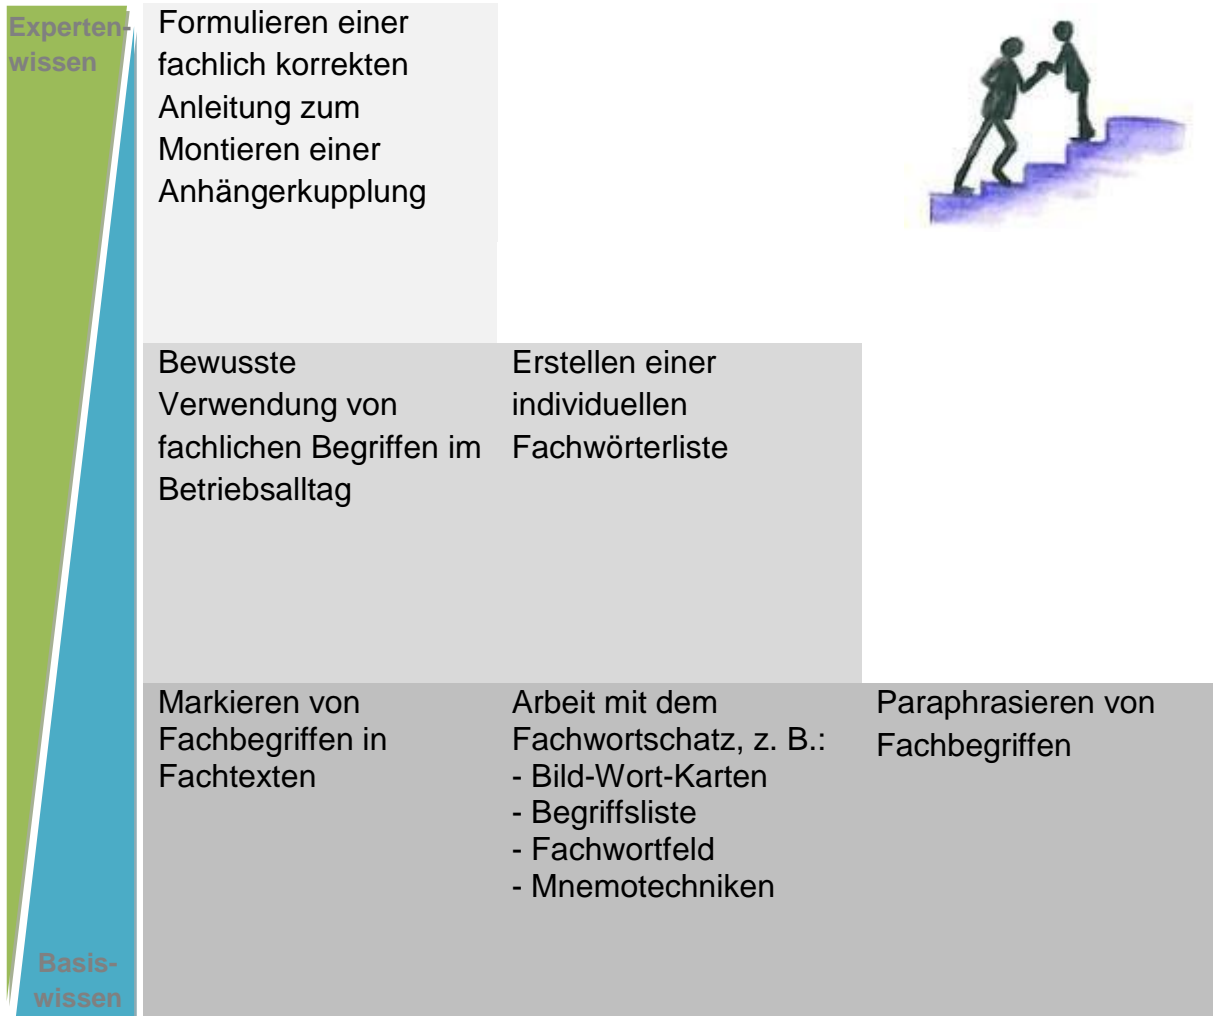 Experten-
wissen
Formulieren einer
fachlich korrekten
Anleitung zum
Montieren einer
Anhängerkupplung
Bewusste
Verwendung von
fachlichen Begriffen im
Betriebsalltag
Erstellen einer
individuellen
Fachwörterliste
Markieren von
Fachbegriffen in
Fachtexten
Arbeit mit dem
Fachwortschatz, z. B.:
- Bild-Wort-Karten
- Begriffsliste
- Fachwortfeld
- Mnemotechniken
Paraphrasieren von
Fachbegriffen
Basis-
wissen